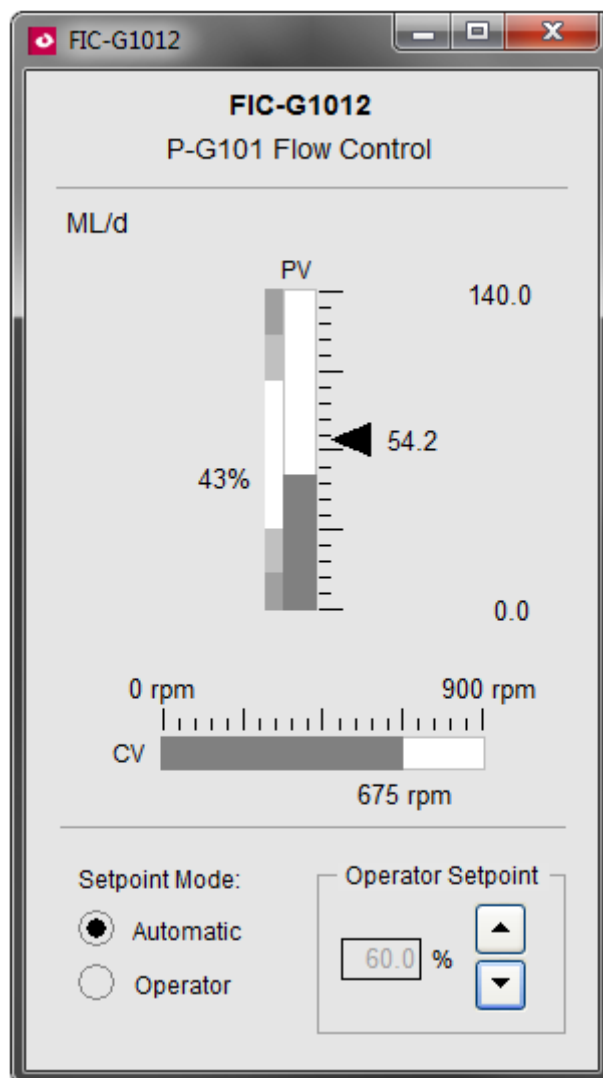 FIC-G1012
FIC-G1012
P-G101 Flow Control
ML/d
PV
140.0
54.2
43%
0.0
0 rpm 900 rpm
CV
675 rpm
Setpoint Mode: Operator Setpoint
Automatic
60.0 %
Operator